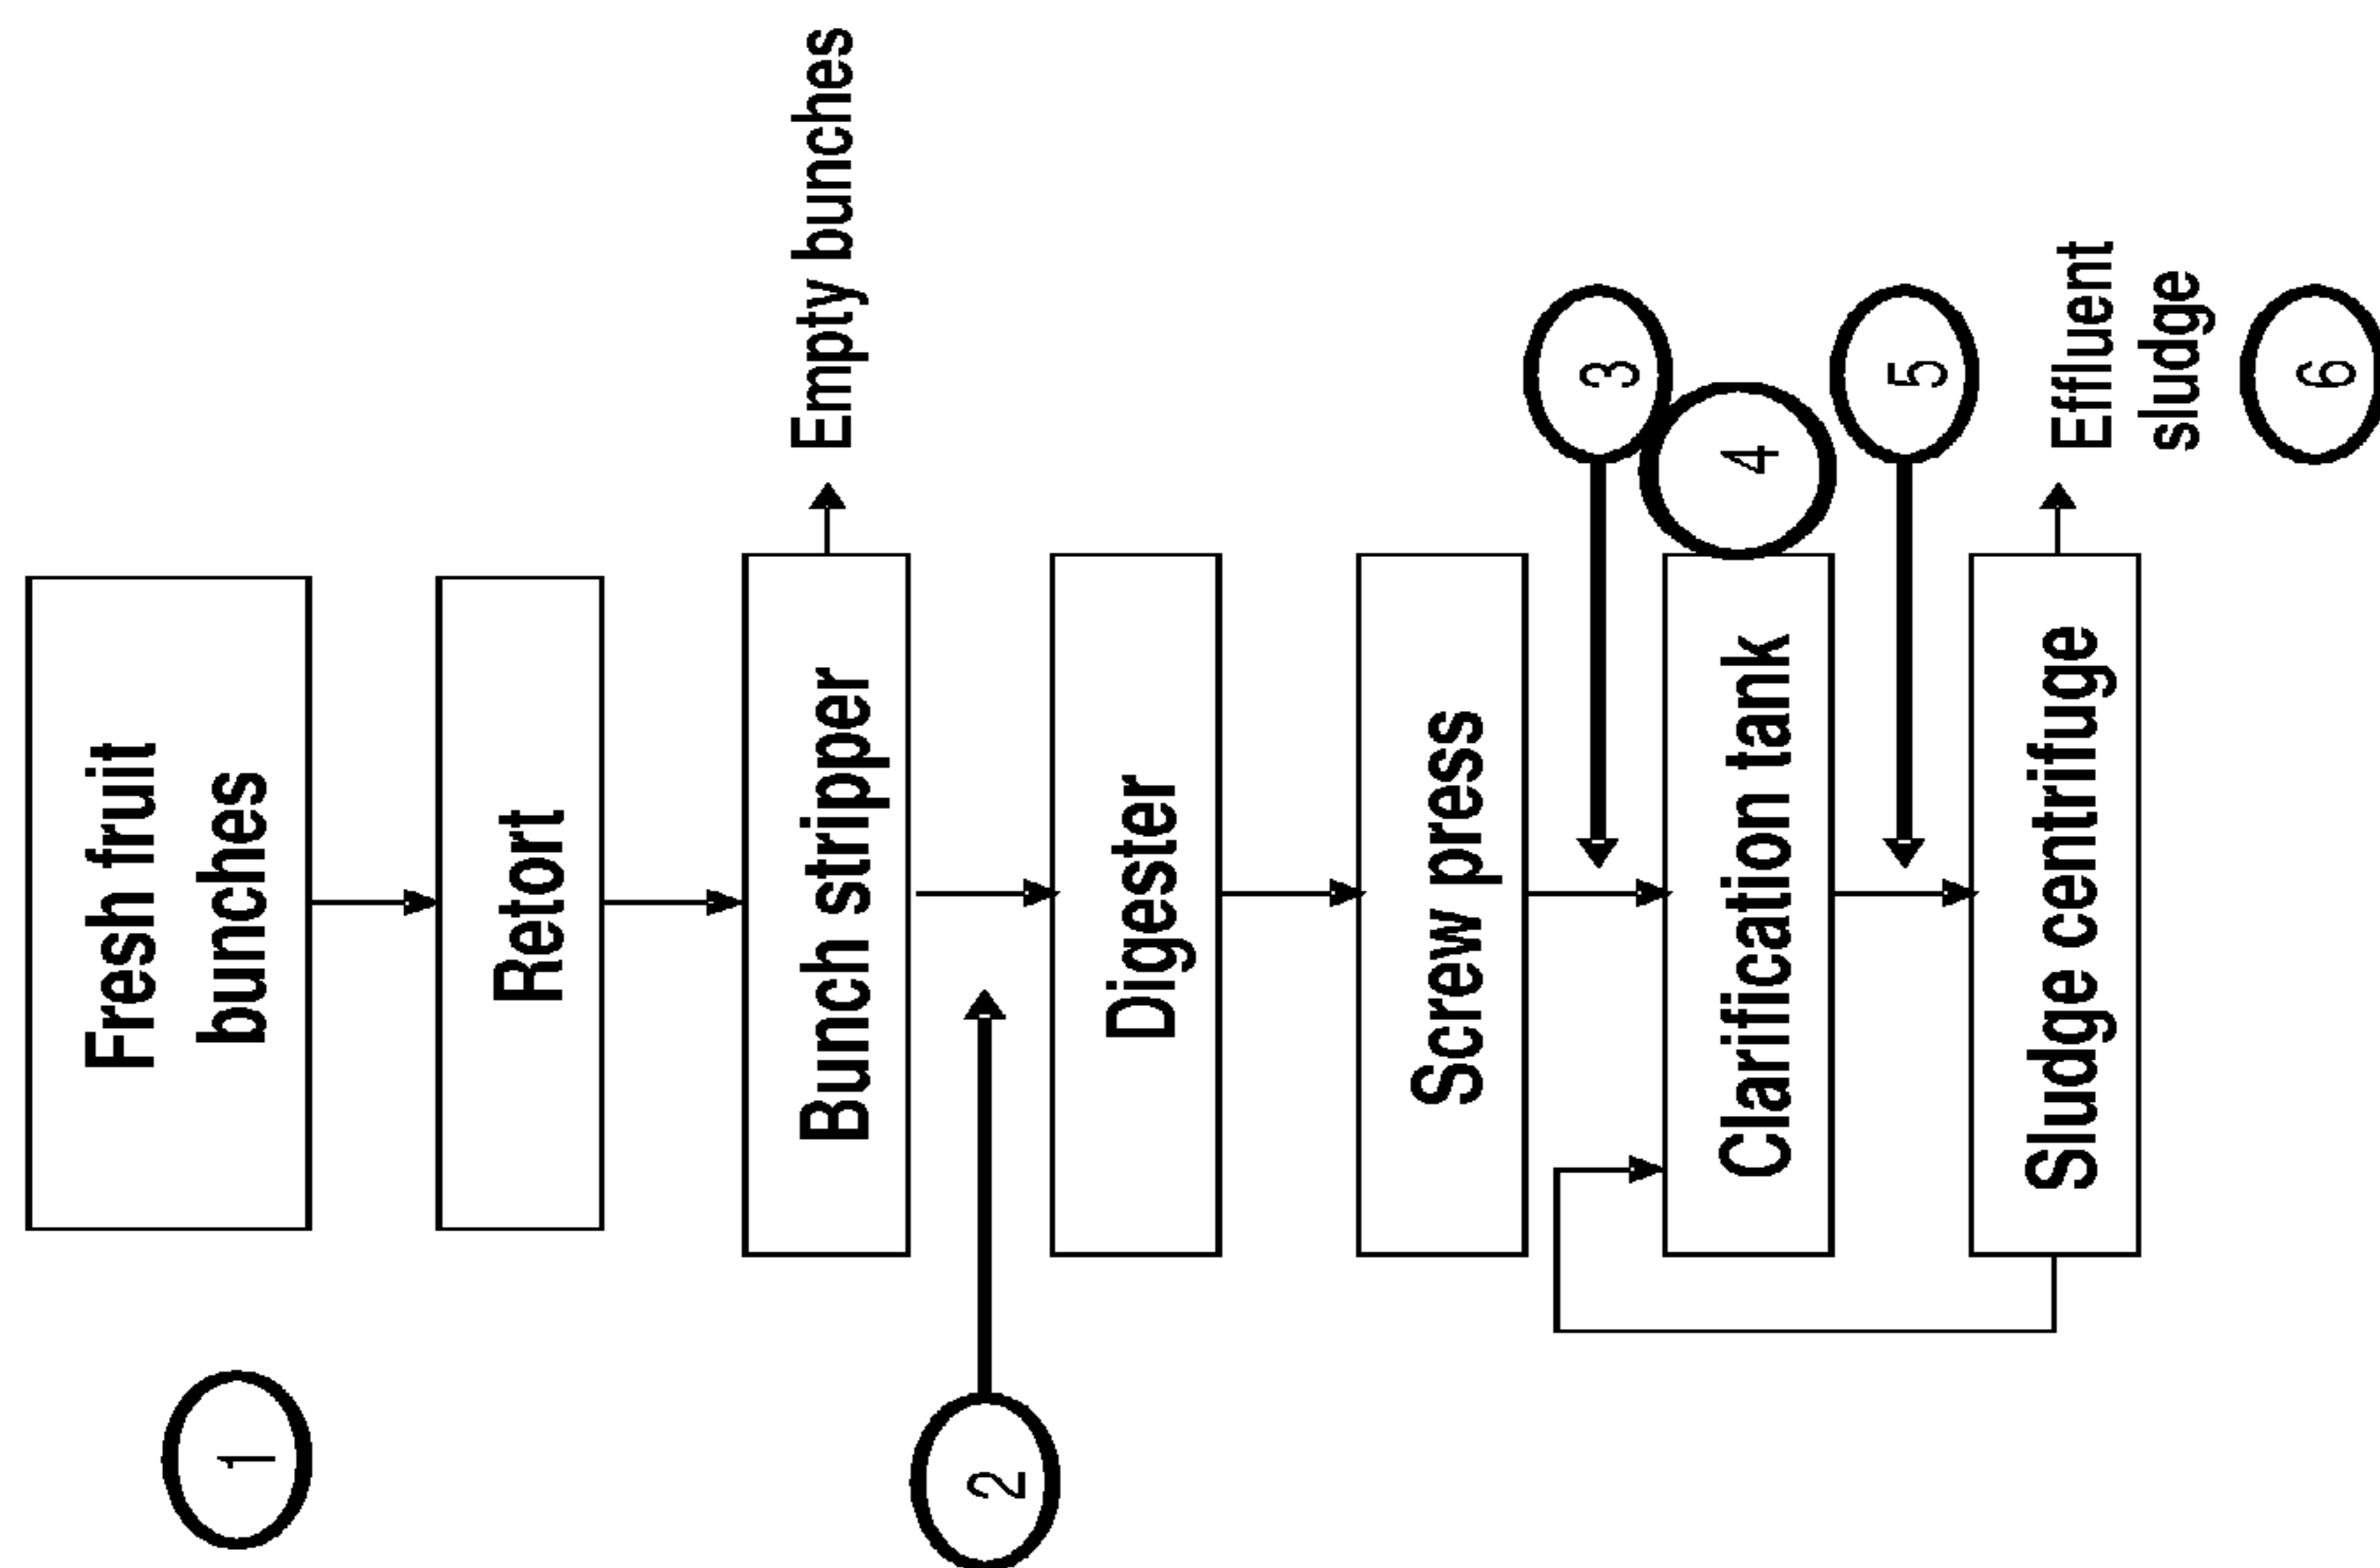 1
Fresh fruit
bunches
Retort
Bunch stripper
Empty bunches
2
Digester
Screw press
3
4
Clarification tank
5
Sludge centrifuge
Effluent
sludge
6